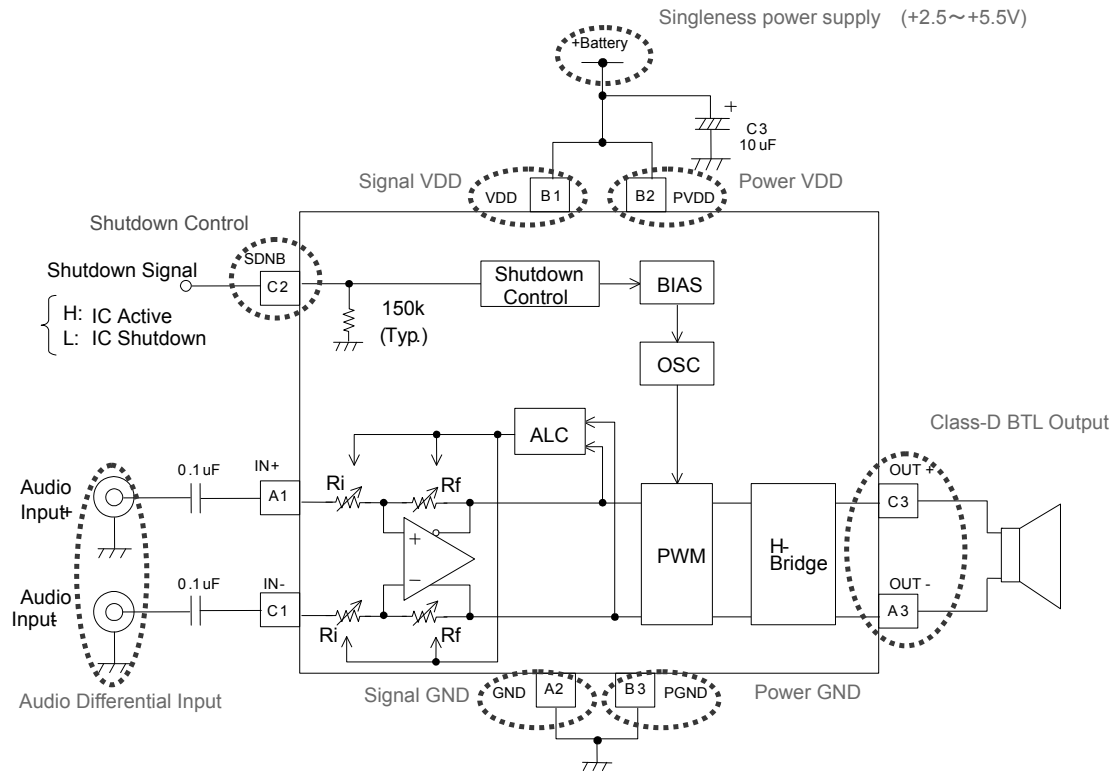 Singleness power supply (+2.5～+5.5V)
+Battery
+
C3
10uF
Signal VDD
VDD
B1
B2
PVDD
Power VDD
Shutdown Control
SDNB
Shutdown Signal
C2
H: IC Active
L: IC Shutdown
150k
(Typ.)
Shutdown
Control
BIAS
OSC
ALC
Class-D BTL Output
Audio
Input+
0.1uF
IN+
A1
Ri
Rf
+
−
PWM
H-
Bridge
OUT +
C3
OUT -
A3
Audio
Input-
0.1uF
IN-
C1
Ri
Rf
Audio Differential Input
Signal GND
GND
A2
B3
PGND
Power GND